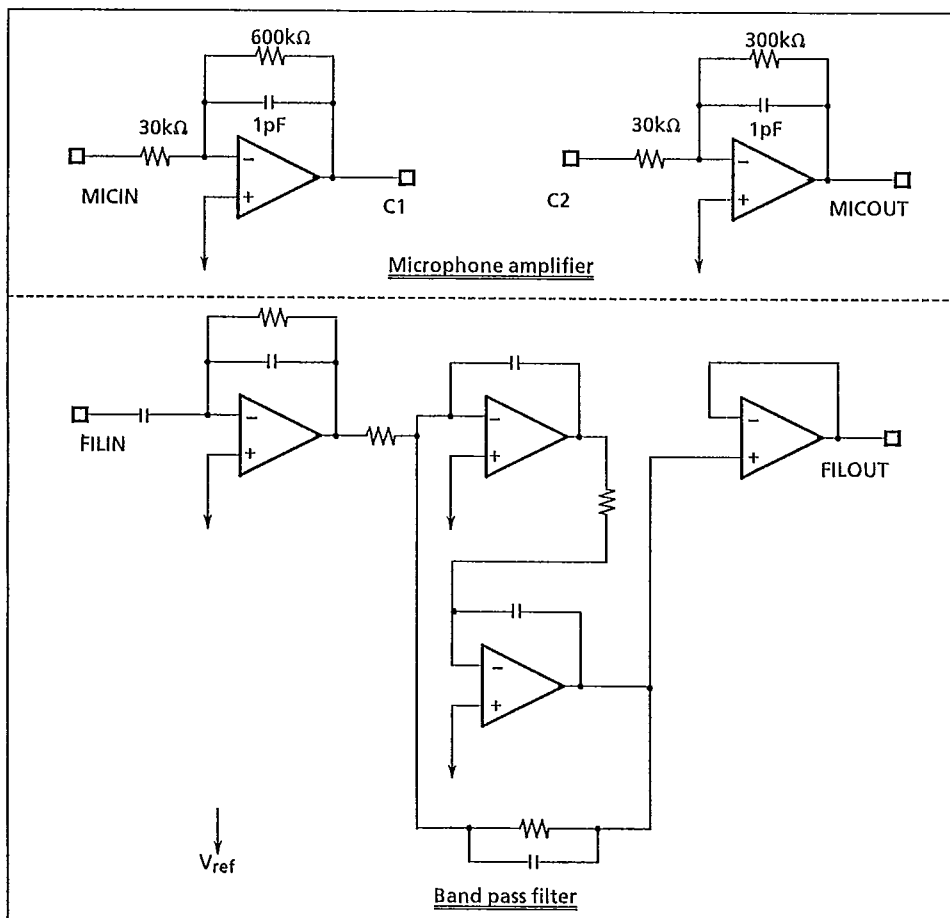 600kΩ
300kΩ
1pF
1pF
30kΩ
30kΩ
MICIN
C1
C2
MICOUT
Microphone amplifier
FILIN
FILOUT
Vref
Band pass filter